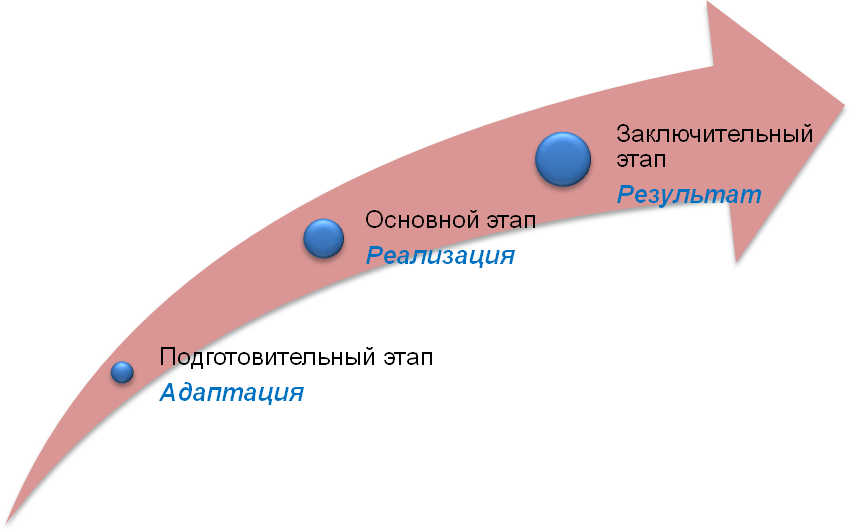 Заключительный
этап
Результат
Основной этап
Реализация
Подготовительный этап
Адаптация